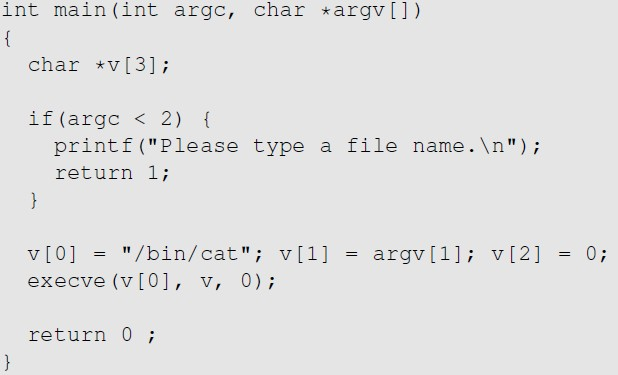 int main(int argc, char *argv[])
{
  char *v[3];

  if(argc < 2) {
    printf("Please type a file name.\n");
    return 1;
  }

  v[0] = "/bin/cat"; v[1] = argv[1]; v[2] = 0;
  execve(v[0], v, 0);

  return 0 ;
}